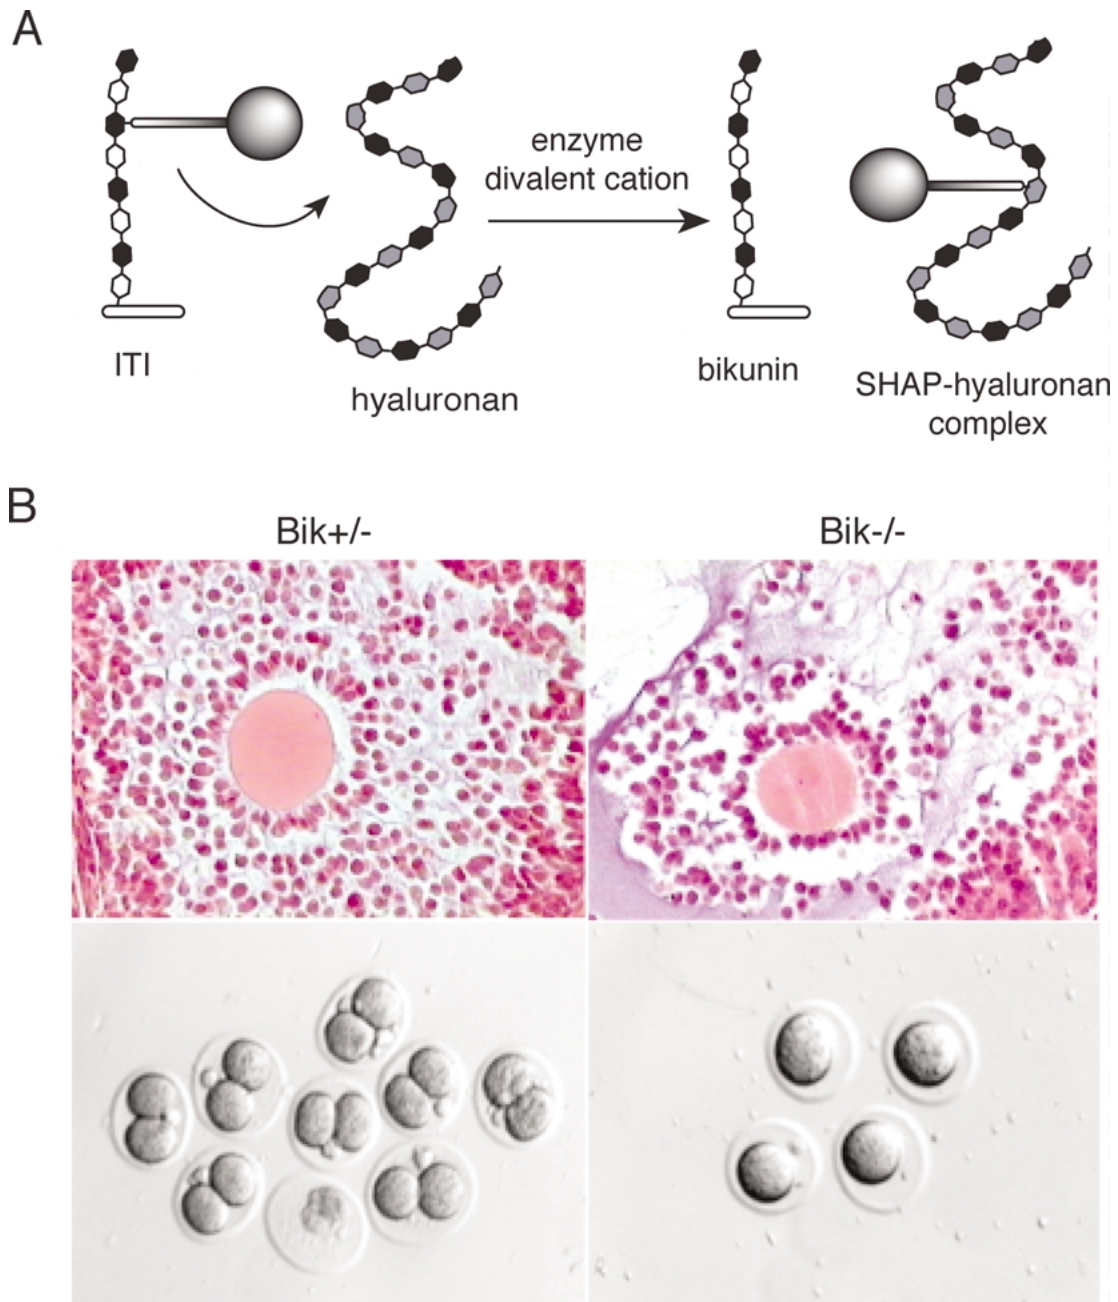 A
enzyme
divalent cation
ITI
hyaluronan
bikunin
SHAP-hyaluronan
complex
B
Bik+/-
Bik-/-